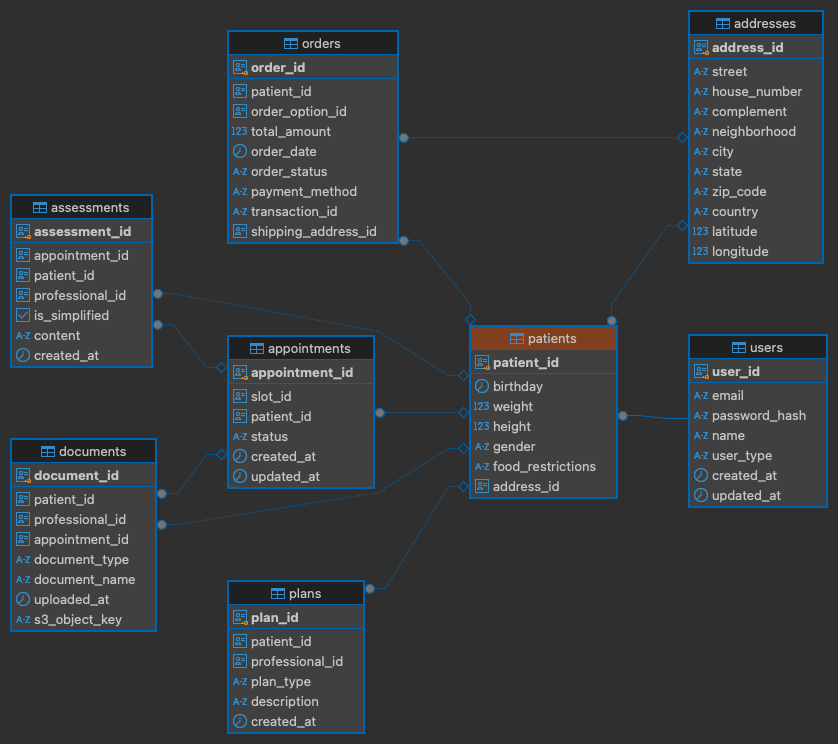 orders
order_id
patient_id
order_option_id
123 total_amount
order_date
A-Z order_status
A-Z payment_method
A-Z transaction_id
shipping_address_id
addresses
address_id
A-Z street
A-Z house_number
A-Z complement
A-Z neighborhood
A-Z city
A-Z state
A-Z zip_code
A-Z country
123 latitude
123 longitude
assessments
assessment_id
appointment_id
patient_id
professional_id
is_simplified
A-Z content
created_at
appointments
appointment_id
slot_id
patient_id
A-Z status
created_at
updated_at
patients
patient_id
birthday
123 weight
123 height
A-Z gender
A-Z food_restrictions
address_id
users
user_id
A-Z email
A-Z password_hash
A-Z name
A-Z user_type
created_at
updated_at
documents
document_id
patient_id
professional_id
appointment_id
A-Z document_type
A-Z document_name
uploaded_at
A-Z s3_object_key
plans
plan_id
patient_id
professional_id
A-Z plan_type
A-Z description
created_at